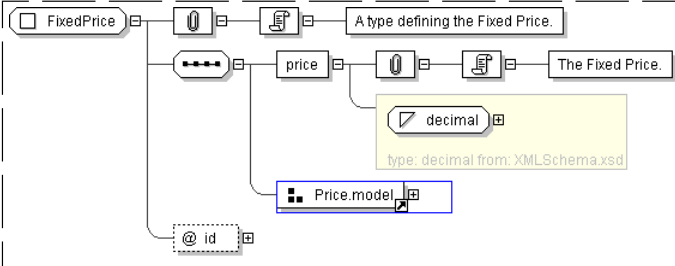 FixedPrice
A type defining the Fixed Price.
price
The Fixed Price.
decimal
type: decimal from: XMLSchema.xsd
Price.model
@ id